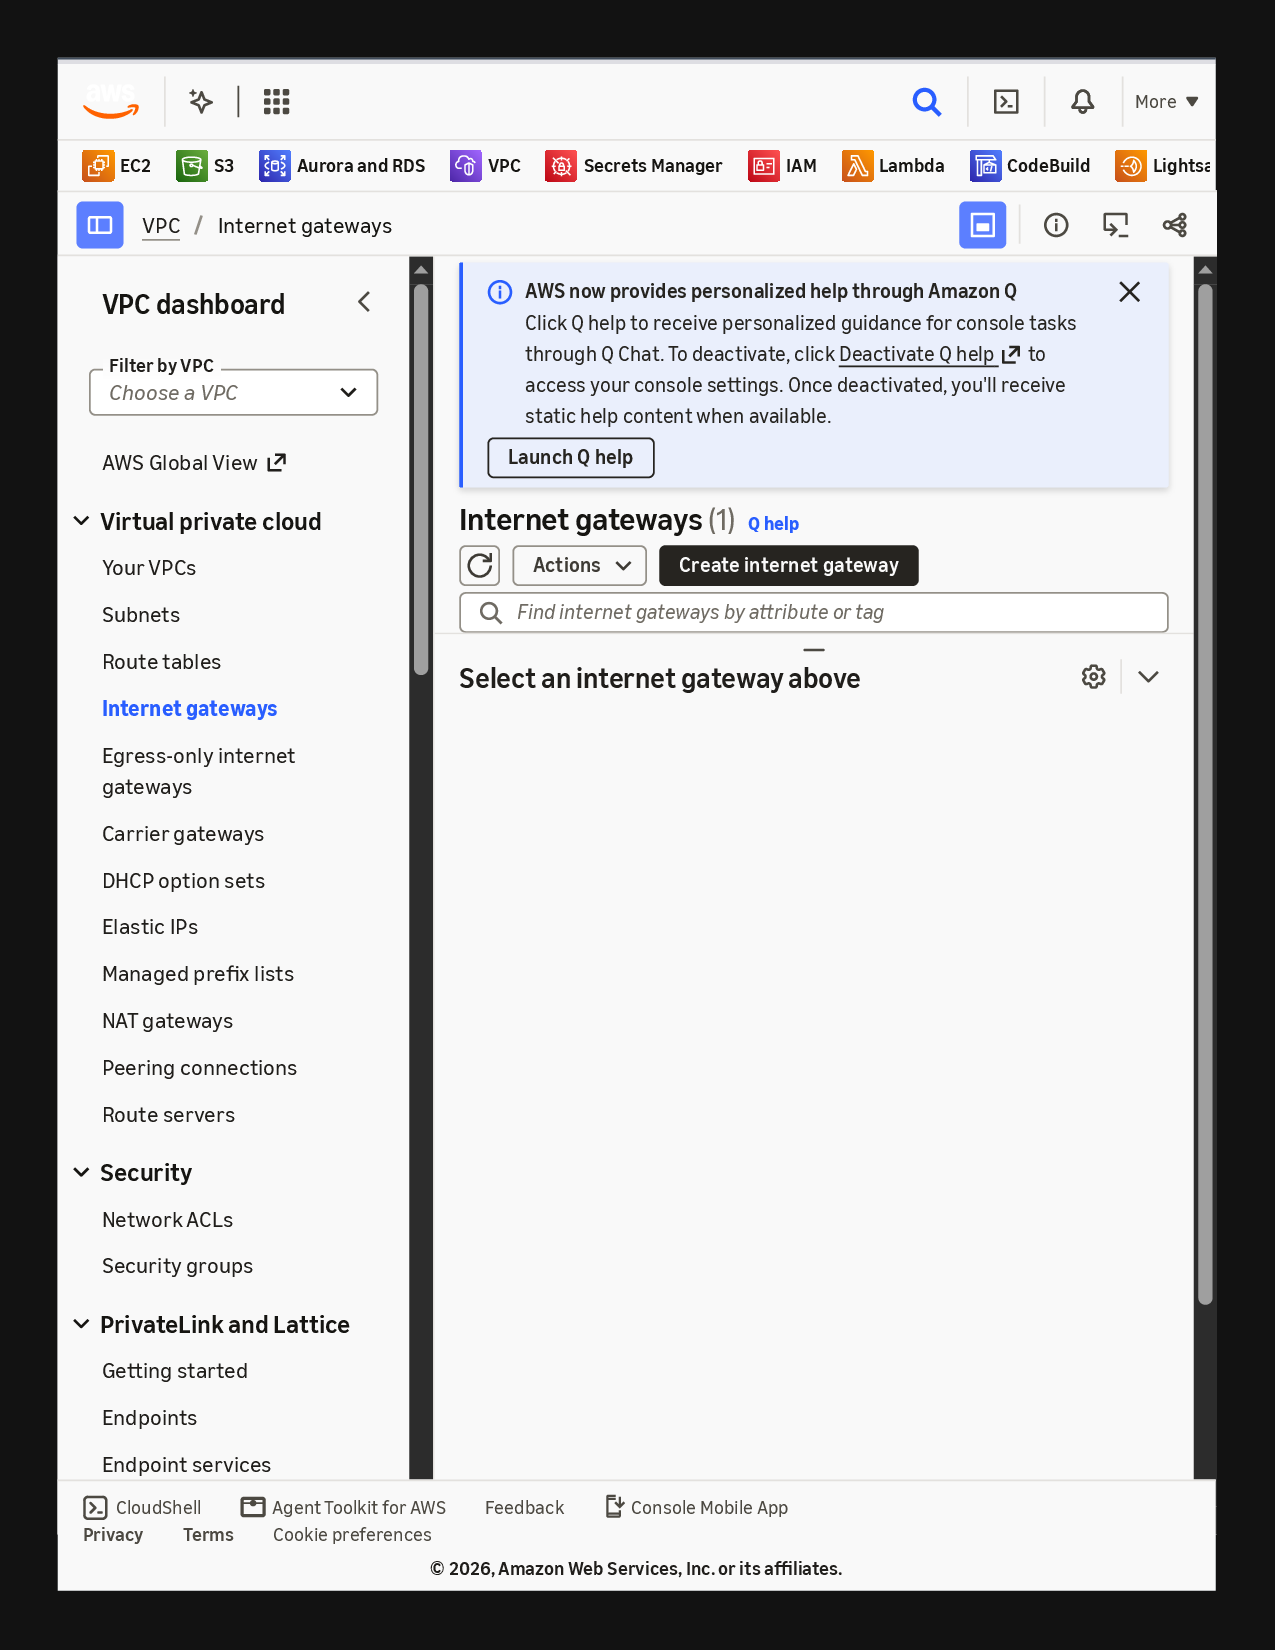 aws
More
EC2 S3 Aurora and RDS VPC Secrets Manager IAM Lambda CodeBuild Lightsa
VPC / Internet gateways
VPC dashboard
Filter by VPC
Choose a VPC
AWS Global View
Virtual private cloud
Your VPCs
Subnets
Route tables
Internet gateways
Egress-only internet
gateways
Carrier gateways
DHCP option sets
Elastic IPs
Managed prefix lists
NAT gateways
Peering connections
Route servers
Security
Network ACLs
Security groups
PrivateLink and Lattice
Getting started
Endpoints
Endpoint services
AWS now provides personalized help through Amazon Q
Click Q help to receive personalized guidance for console tasks
through Q Chat. To deactivate, click Deactivate Q help to
access your console settings. Once deactivated, you'll receive
static help content when available.
Launch Q help
Internet gateways (1) Q help
Actions Create internet gateway
Find internet gateways by attribute or tag
Select an internet gateway above
CloudShell Agent Toolkit for AWS Feedback Console Mobile App
Privacy Terms Cookie preferences
© 2026, Amazon Web Services, Inc. or its affiliates.